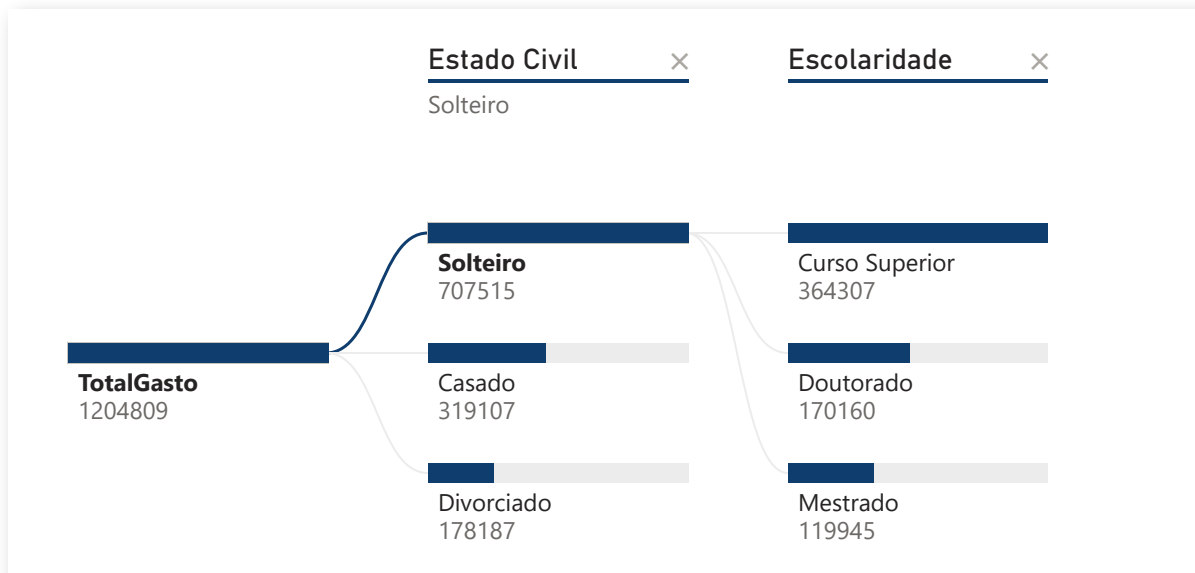 Estado Civil
Escolaridade
Solteiro
Solteiro
707515
Curso Superior
364307
TotalGasto
1204809
Casado
319107
Doutorado
170160
Divorciado
178187
Mestrado
119945